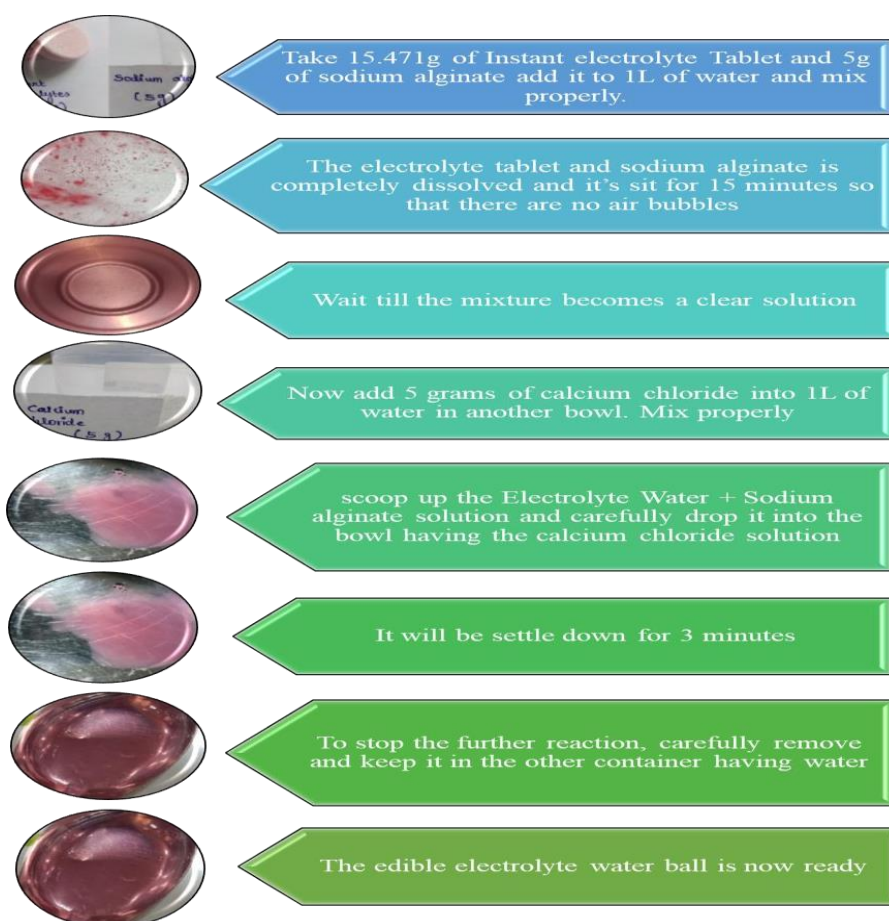 Sodium
(5g)
Take 15.471g of Instant electrolyte Tablet and 5g
of sodium alginate add it to 1L of water and mix
properly.
The electrolyte tablet and sodium alginate is
completely dissolved and it's sit for 15 minutes so
that there are no air bubbles
Wait till the mixture becomes a clear solution
Calcium
(5 g)
Now add 5 grams of calcium chloride into 1L of
water in another bowl. Mix properly
scoop up the Electrolyte Water + Sodium
alginate solution and carefully drop it into the
bowl having the calcium chloride solution
It will be settle down for 3 minutes
To stop the further reaction, carefully remove
and keep it in the other container having water
The edible electrolyte water ball is now ready